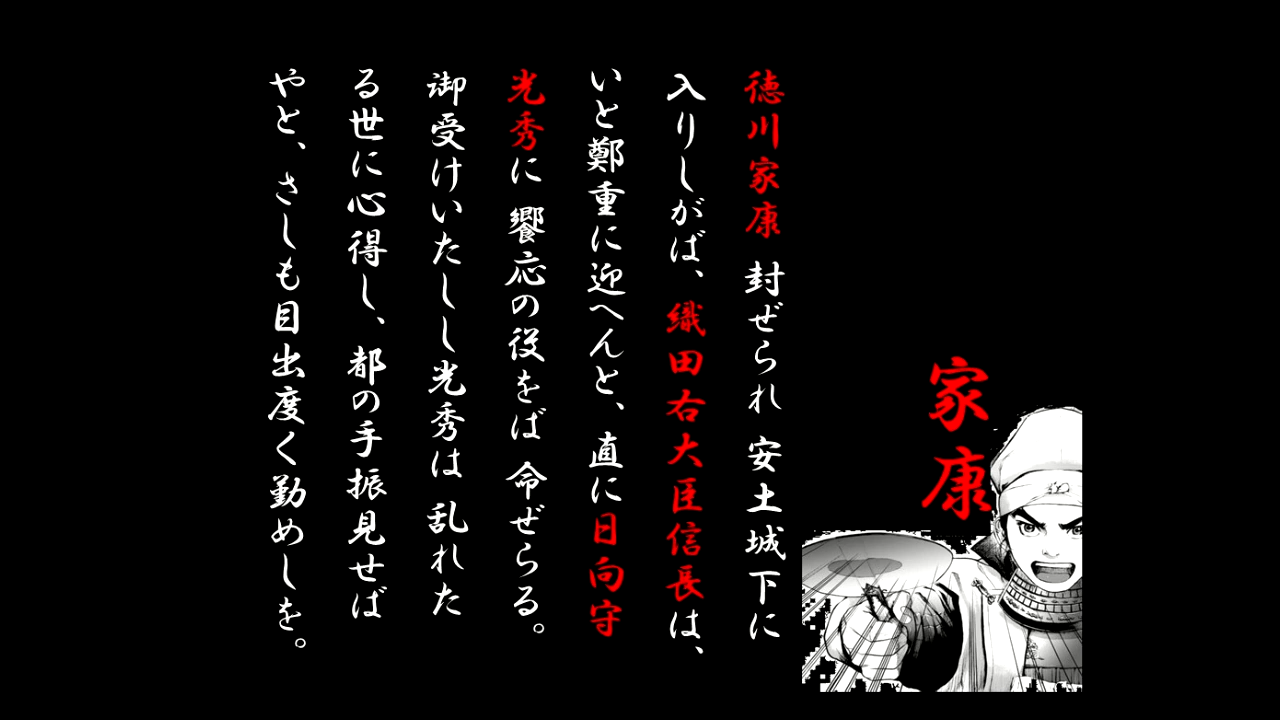 家康
徳川家康 封ぜられ 安土城下に
入りしがば、織田右大臣信長は、
いと鄭重に迎へんと、直に日向守
光秀に 饗応の役をば 命ぜらる。
御受けいたしし光秀は 乱れた
る世に心得し、都の手振見せば
やと、さしも目出度く勤めしを。